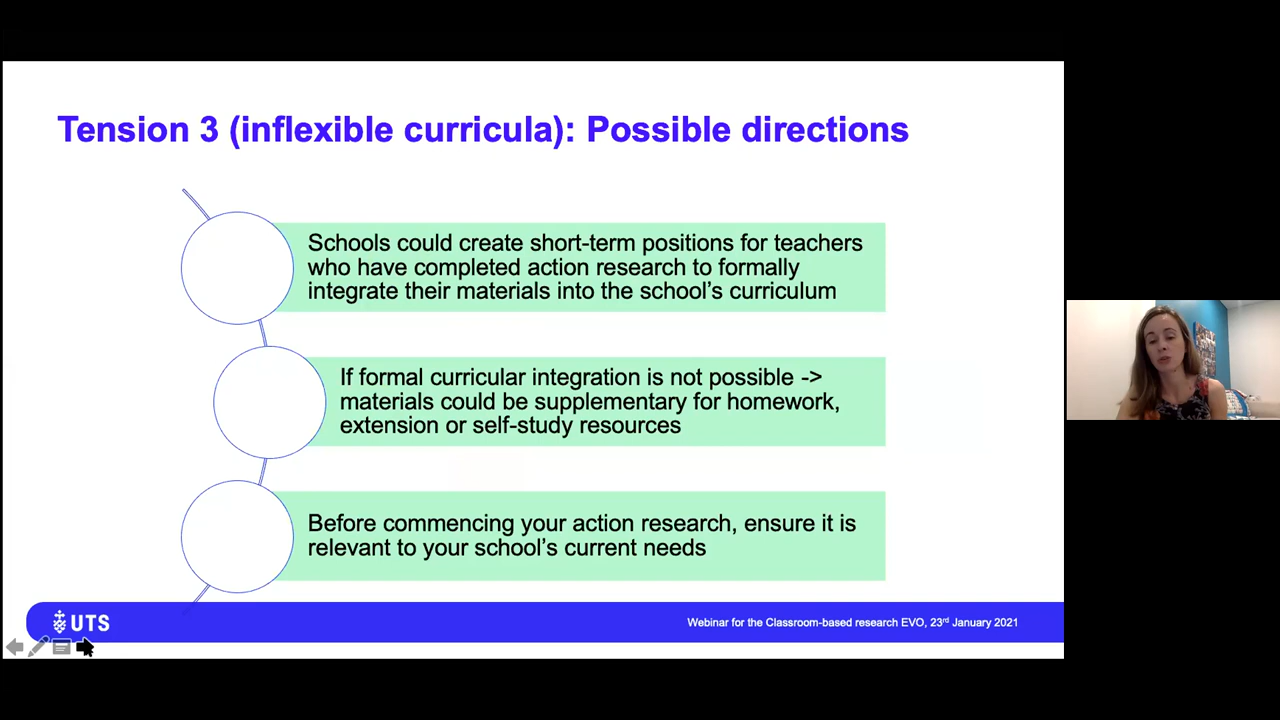 Tension 3 (inflexible curricula): Possible directions
Schools could create short-term positions for teachers
who have completed action research to formally
integrate their materials into the school’s curriculum
If formal curricular integration is not possible ->
materials could be supplementary for homework,
extension or self-study resources
Before commencing your action research, ensure it is
relevant to your school’s current needs
UTS
Webinar for the Classroom-based research EVO, 23rd January 2021